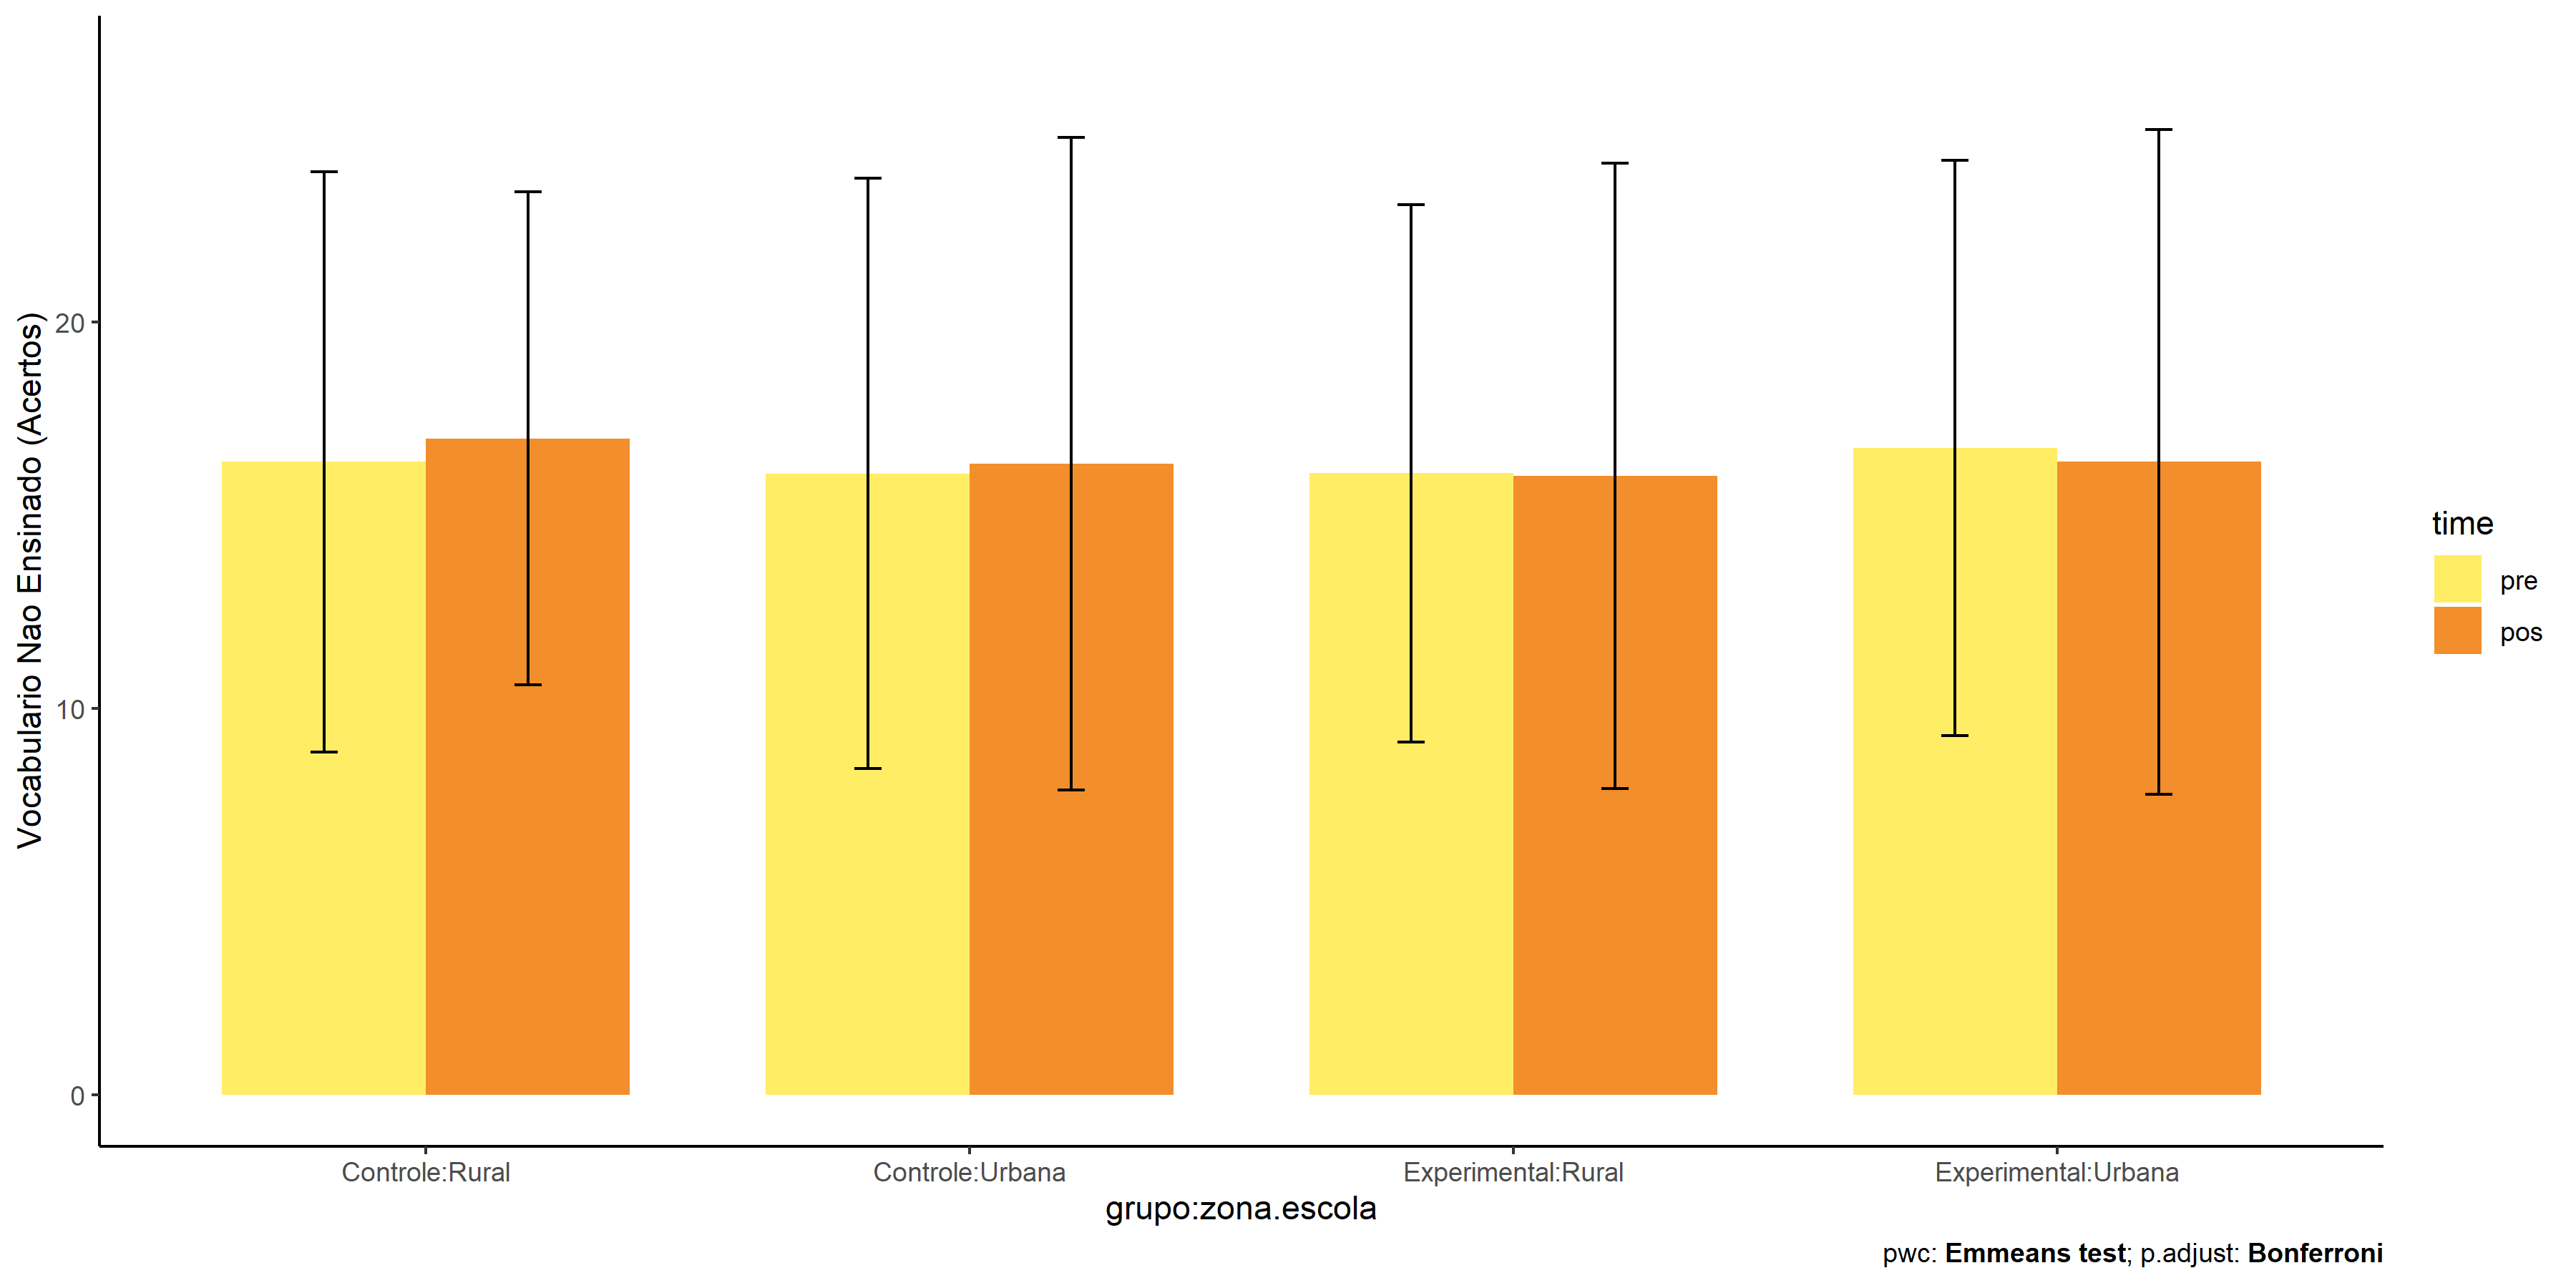 Vocabulario Nao Ensinado (Acertos)
20
10
0
Controle:Rural
Controle:Urbana
Experimental:Rural
Experimental:Urbana
grupo:zona.escola
time
pre
pos
pwc: Emmeans test; p.adjust: Bonferroni